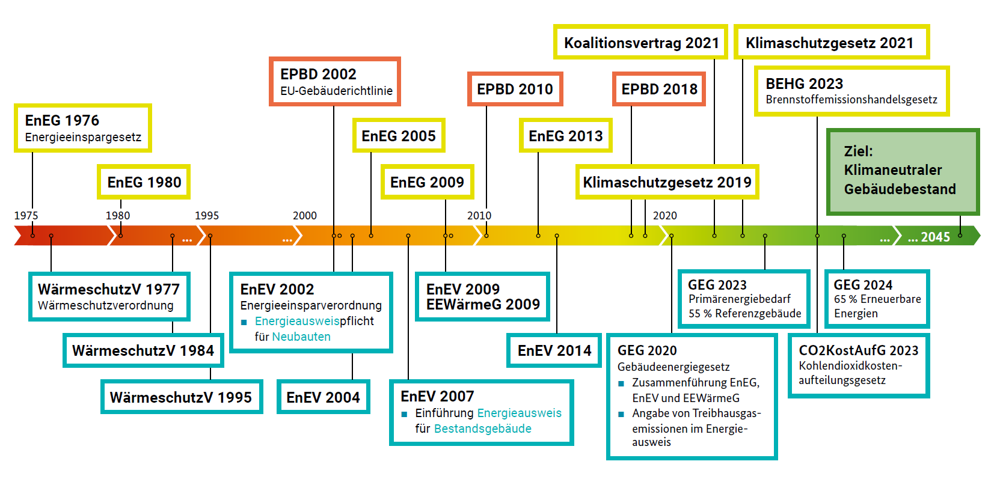 Koalitionsvertrag 2021
Klimaschutzgesetz 2021
EPBD 2002
EU-Gebäuderichtlinie
EPBD 2010
EPBD 2018
BEHG 2023
Brennstoffemissionshandelsgesetz
EnEG 1976
Energieeinspargesetz
EnEG 2005
EnEG 2013
Ziel:
Klimaneutraler
Gebäudebestand
EnEG 1980
EnEG 2009
Klimaschutzgesetz 2019
1975
1980
1995
2000
2010
2020
...
...
...
... 2045
WärmeschutzV 1977
Wärmeschutzverordnung
EnEV 2002
Energieeinsparverordnung
■ Energieausweispflicht
für Neubauten
EnEV 2009
EEWärmeG 2009
GEG 2023
Primärenergiebedarf
55 % Referenzgebäude
GEG 2024
65 % Erneuerbare
Energien
WärmeschutzV 1984
EnEV 2014
GEG 2020
Gebäudeenergiegesetz
■ Zusammenführung EnEG,
EnEV und EEWärmeG
■ Angabe von Treibhausgas-
emissionen im Energie-
ausweis
CO2KostAufG 2023
Kohlendioxidkosten-
aufteilungsgesetz
WärmeschutzV 1995
EnEV 2004
EnEV 2007
■ Einführung Energieausweis
für Bestandsgebäude